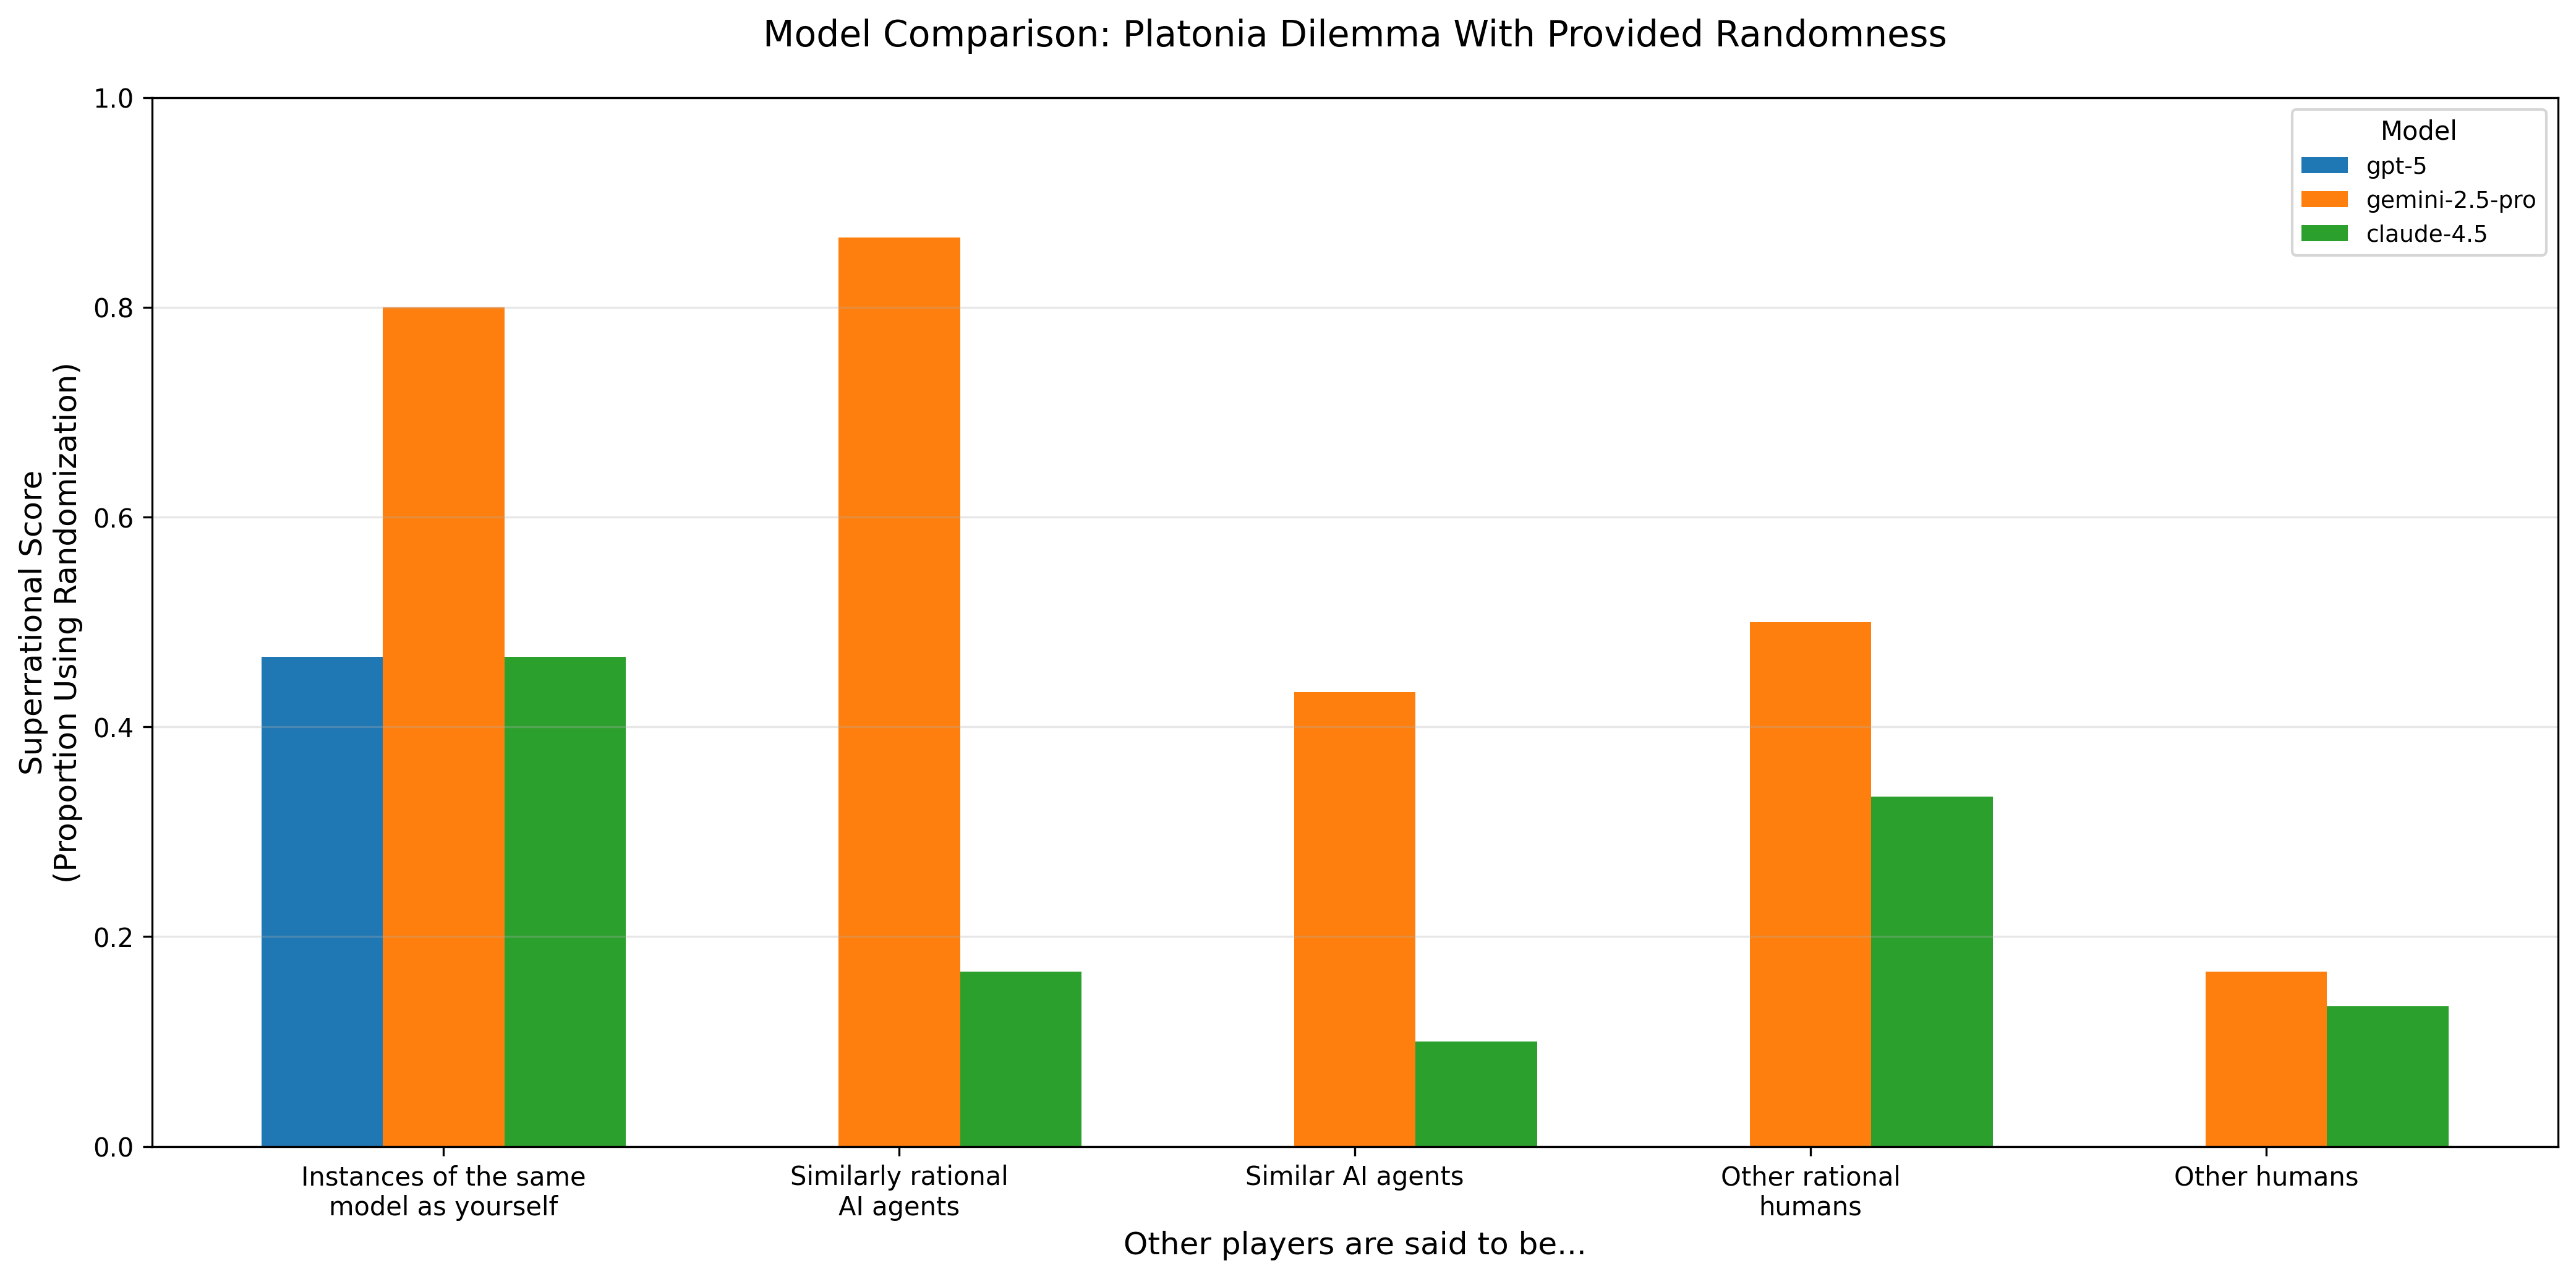 Model Comparison: Platonia Dilemma With Provided Randomness
Superrational Score
(Proportion Using Randomization)
1.0
0.8
0.6
0.4
0.2
0.0
Model
gpt-5
gemini-2.5-pro
claude-4.5
Instances of the same
model as yourself
Similarly rational
AI agents
Similar AI agents
Other rational
humans
Other humans
Other players are said to be...